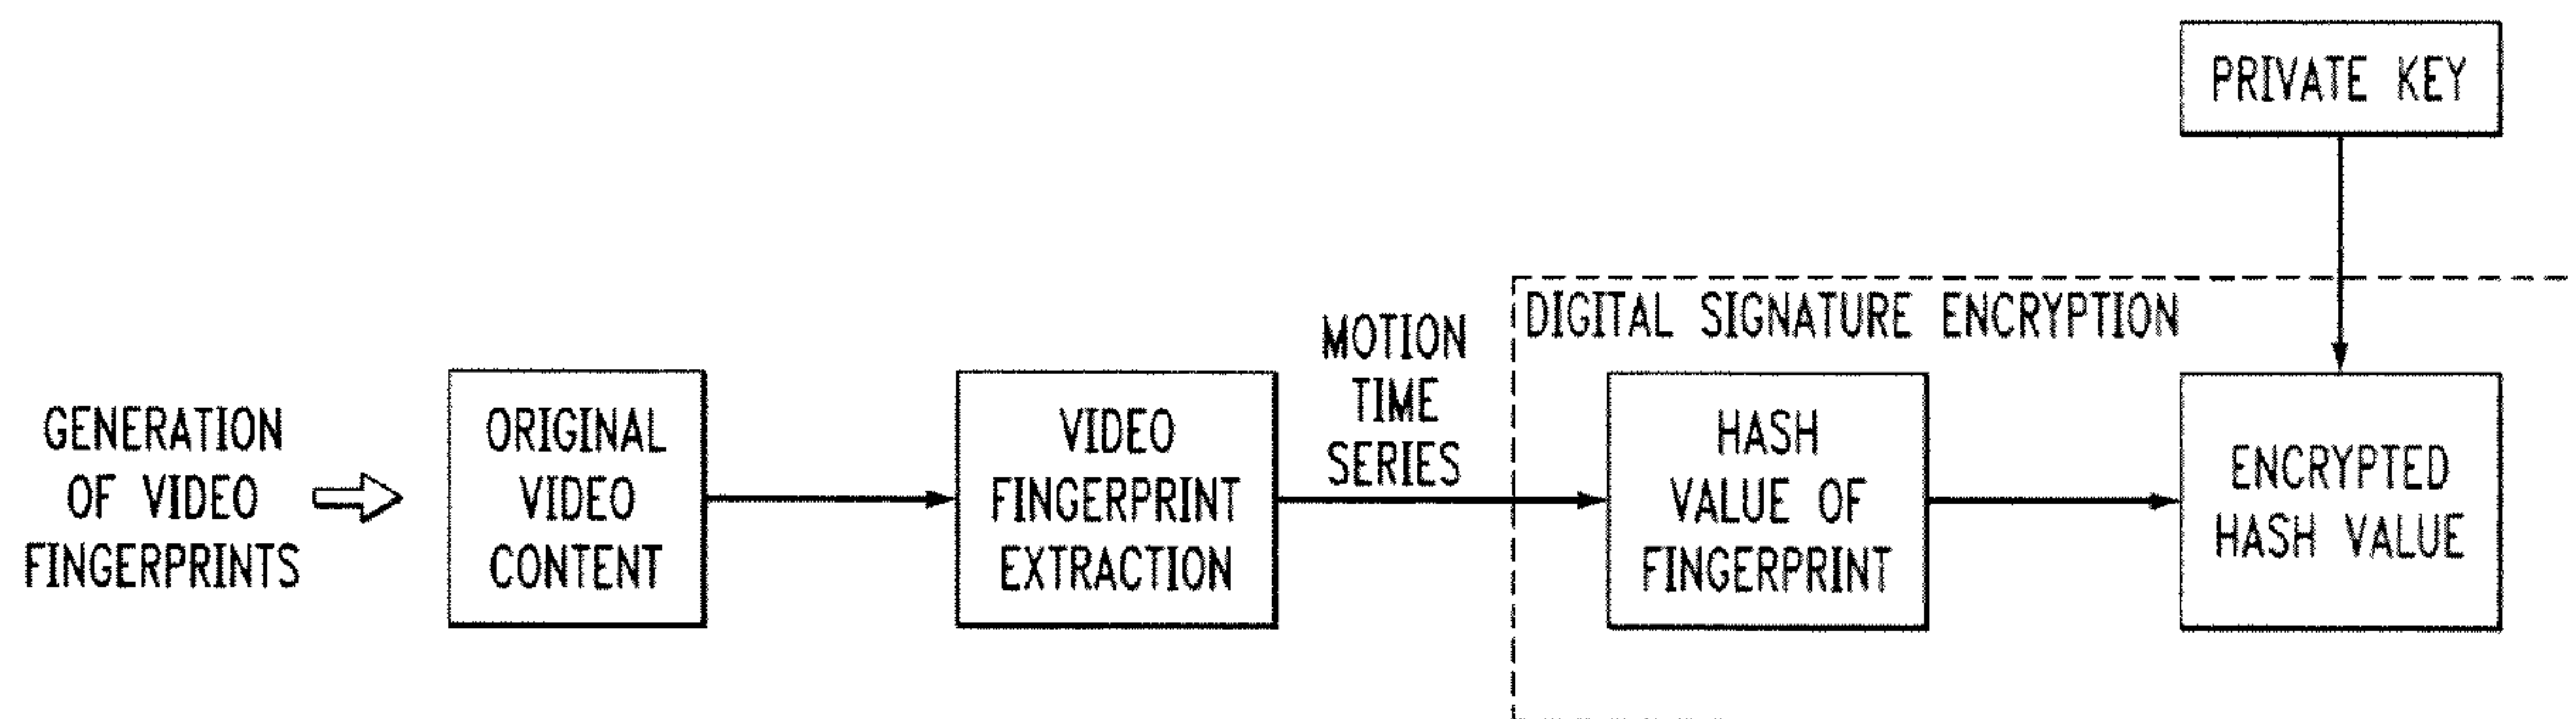 PRIVATE KEY
DIGITAL SIGNATURE ENCRYPTION
GENERATION
OF VIDEO
FINGERPRINTS
ORIGINAL
VIDEO
CONTENT
VIDEO
FINGERPRINT
EXTRACTION
MOTION
TIME
SERIES
HASH
VALUE OF
FINGERPRINT
ENCRYPTED
HASH VALUE